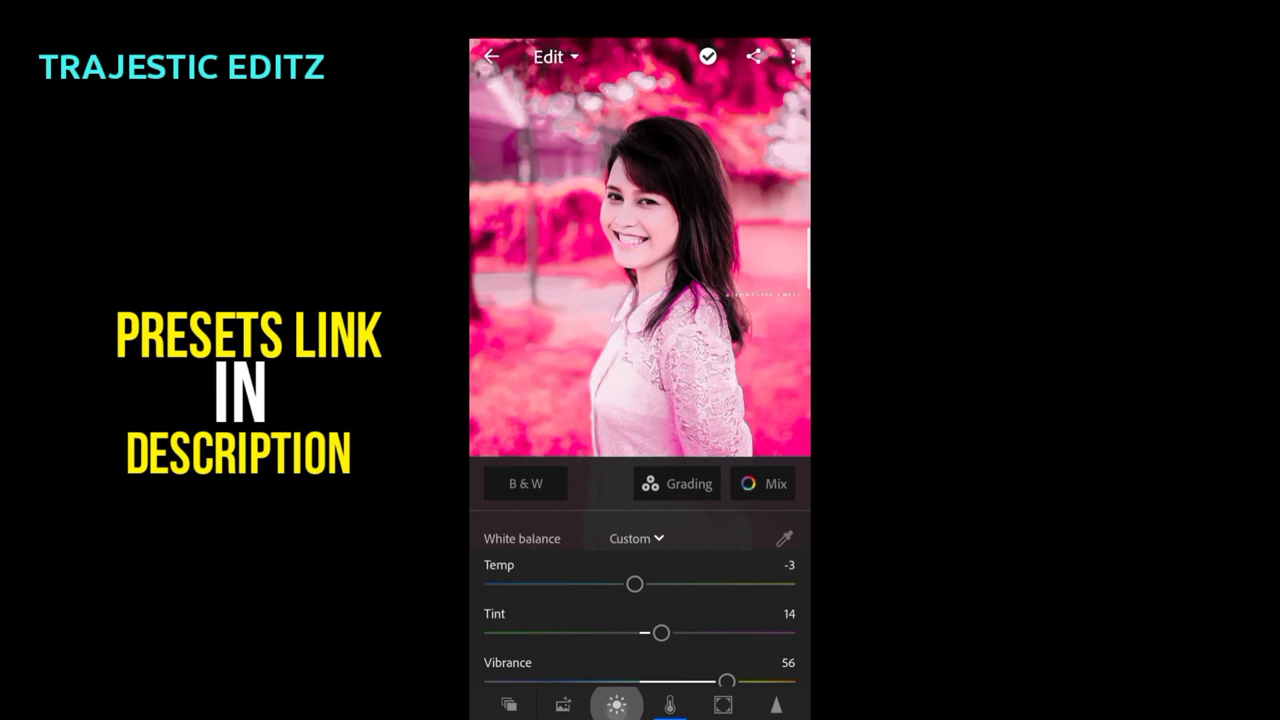 TRAJESTIC EDITZ
Edit
PRESETS LINK
IN
DESCRIPTION
B & W
Grading
Mix
White balance
Custom
Temp
-3
Tint
14
Vibrance
56